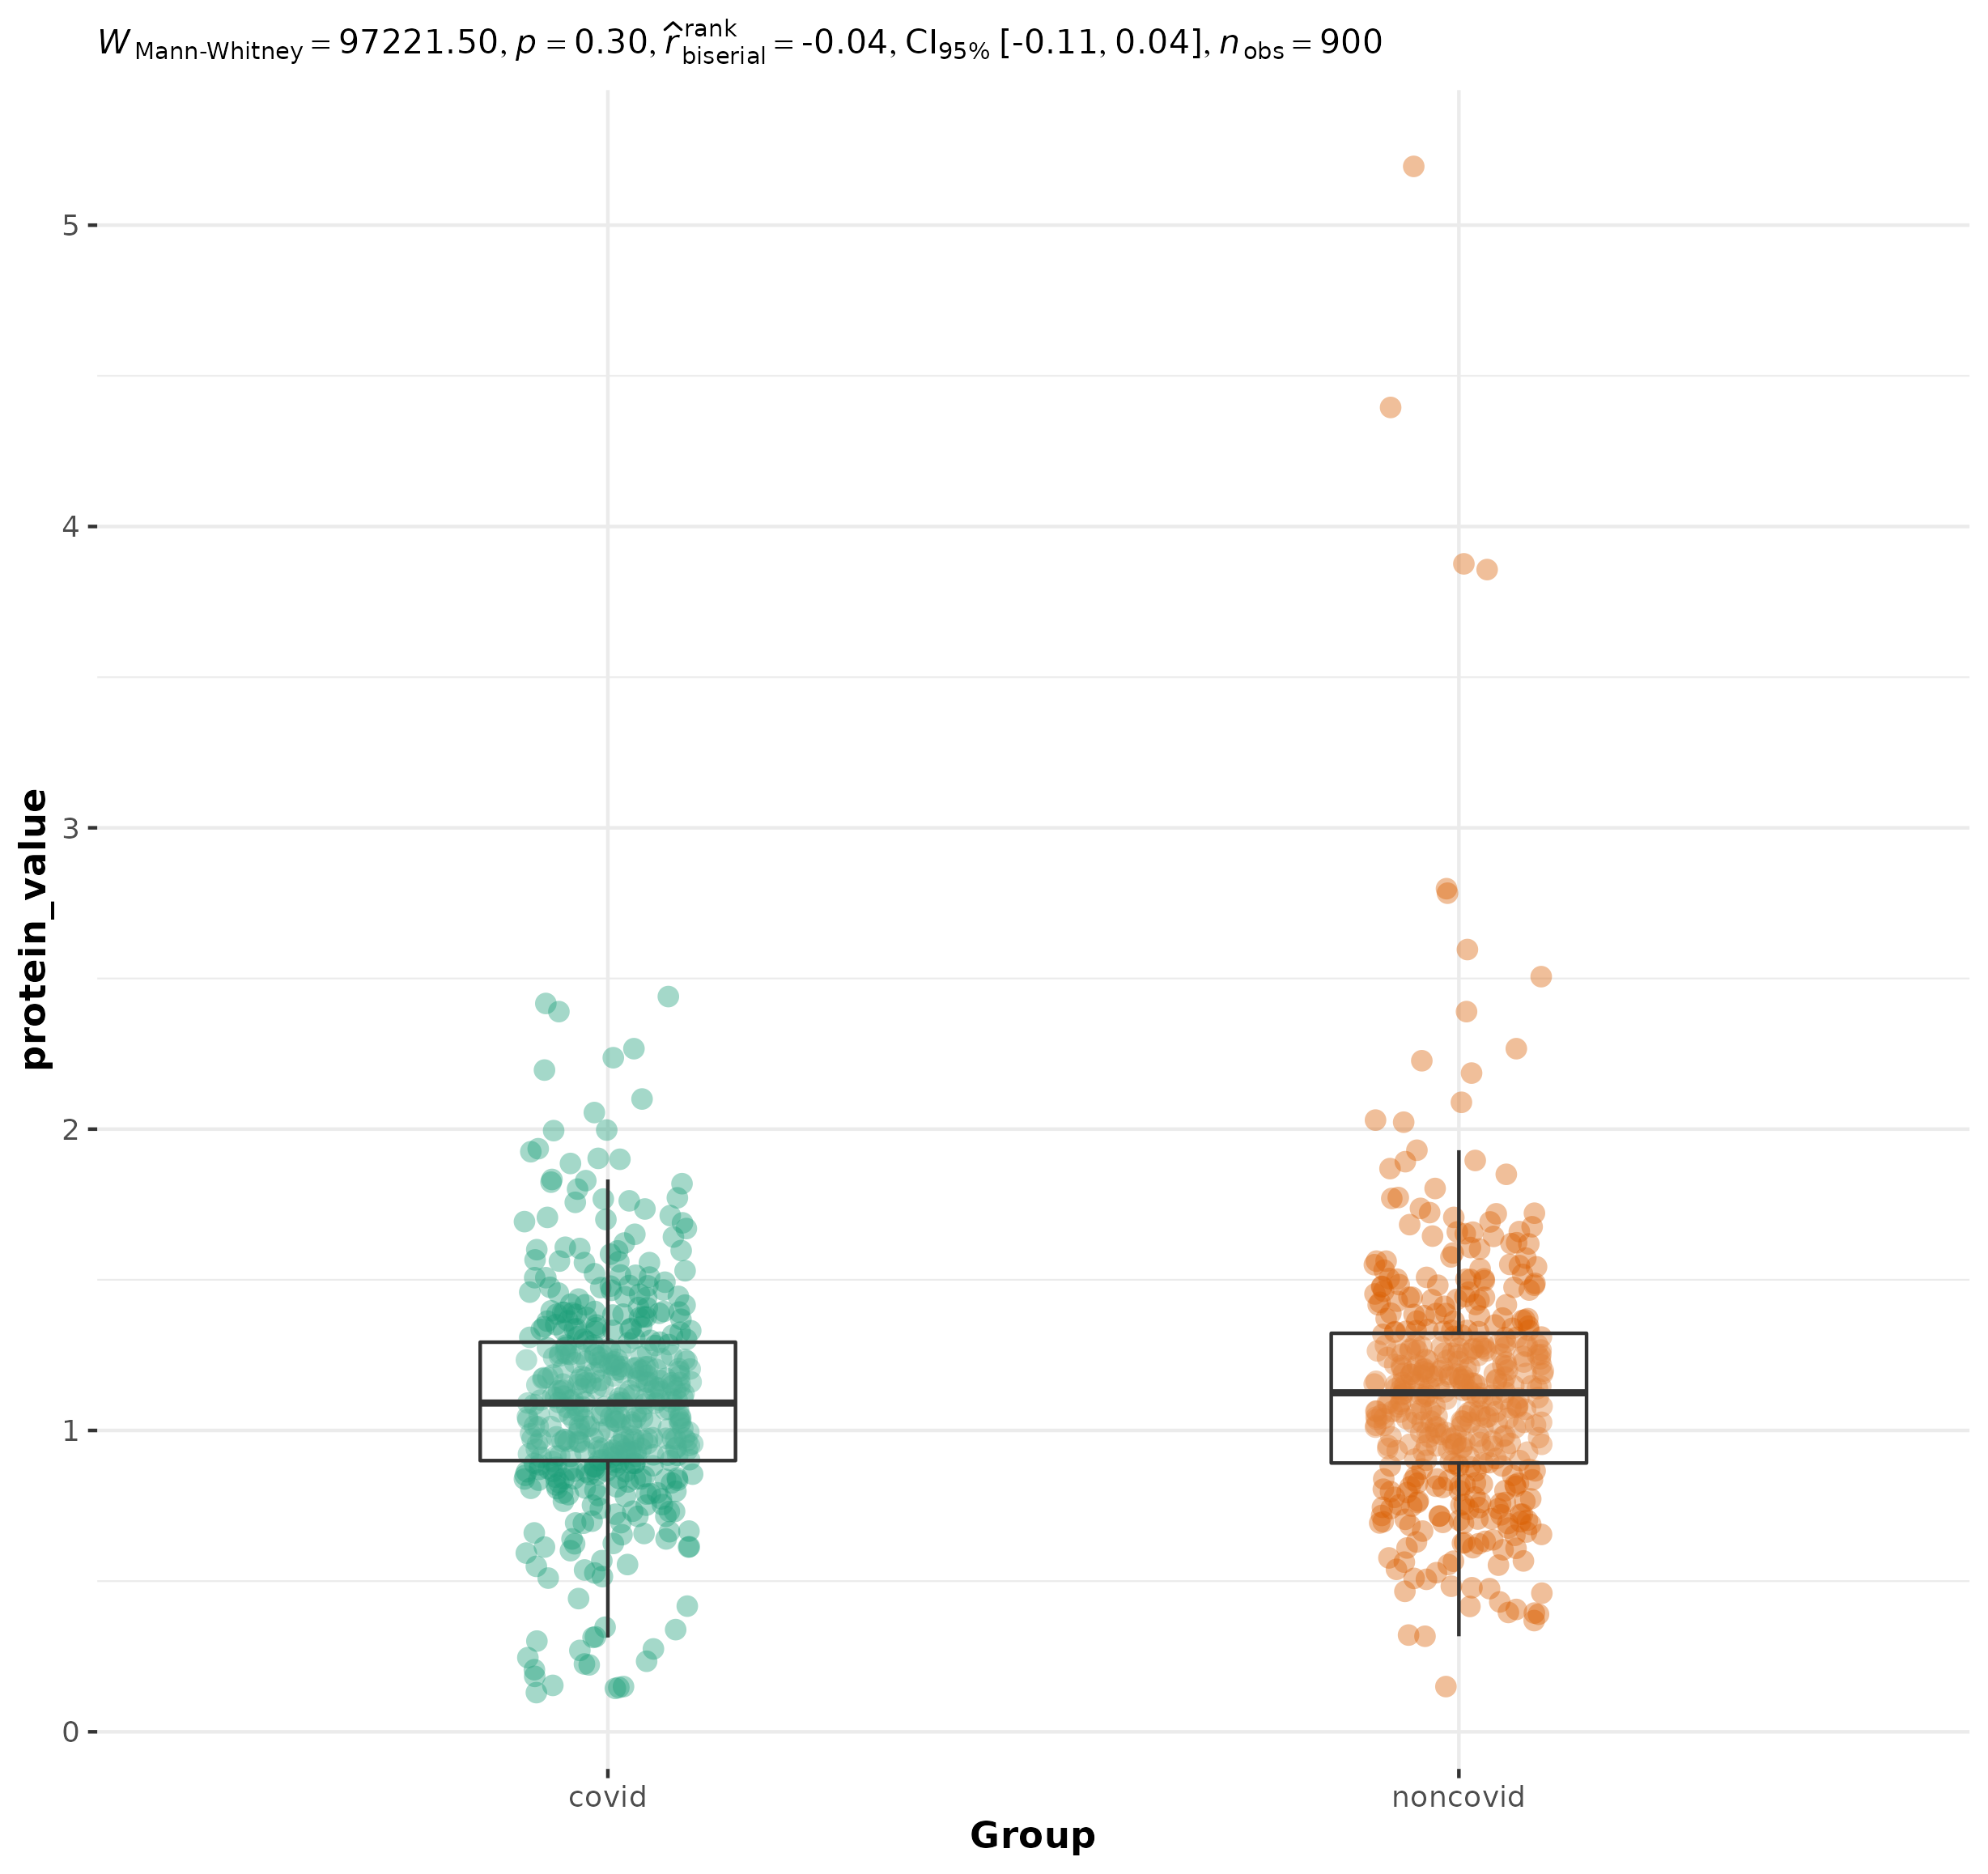 W Mann-Whitney = 97221.50, p = 0.30, r̂ rank biserial = -0.04, CI95% [-0.11, 0.04], n obs = 900
protein_value
5
4
3
2
1
0
covid noncovid
Group